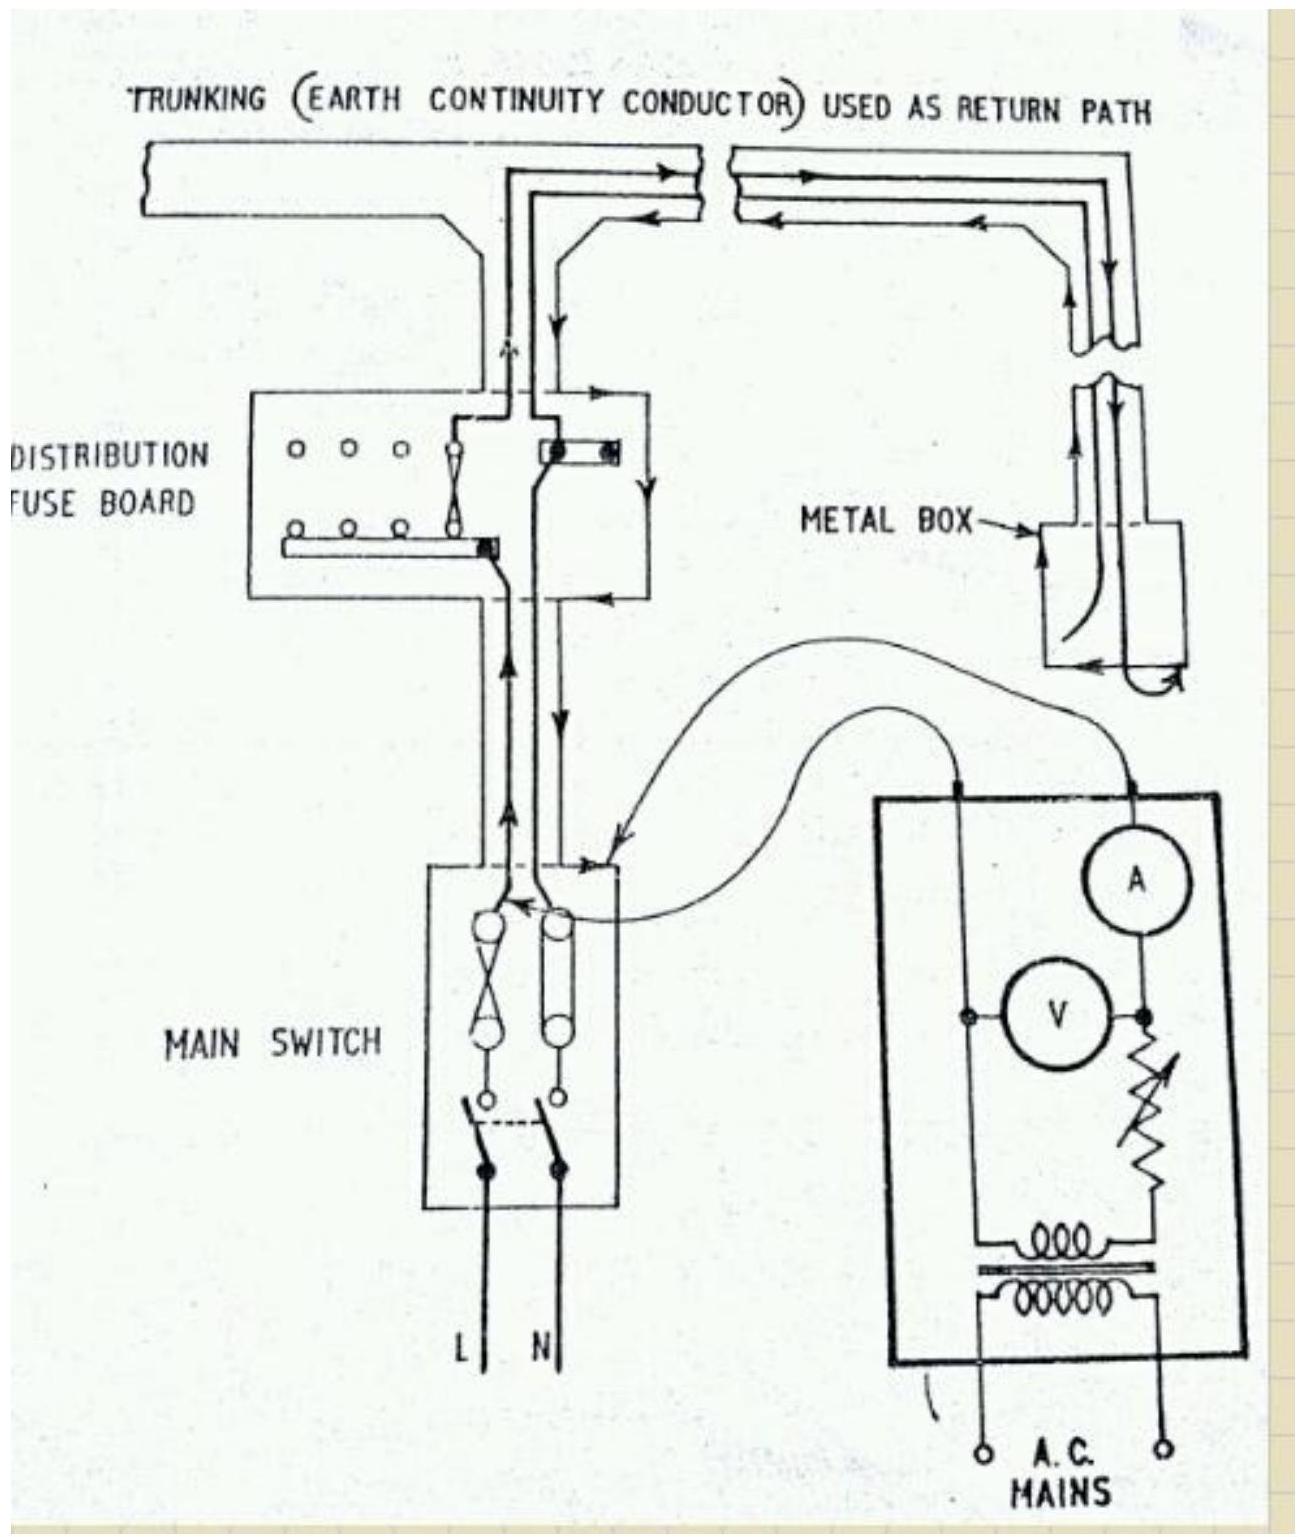 TRUNKING (EARTH CONTINUITY CONDUCTOR) USED AS RETURN PATH
DISTRIBUTION
FUSE BOARD
METAL BOX
A
V
MAIN SWITCH
L N
A.C.
MAINS